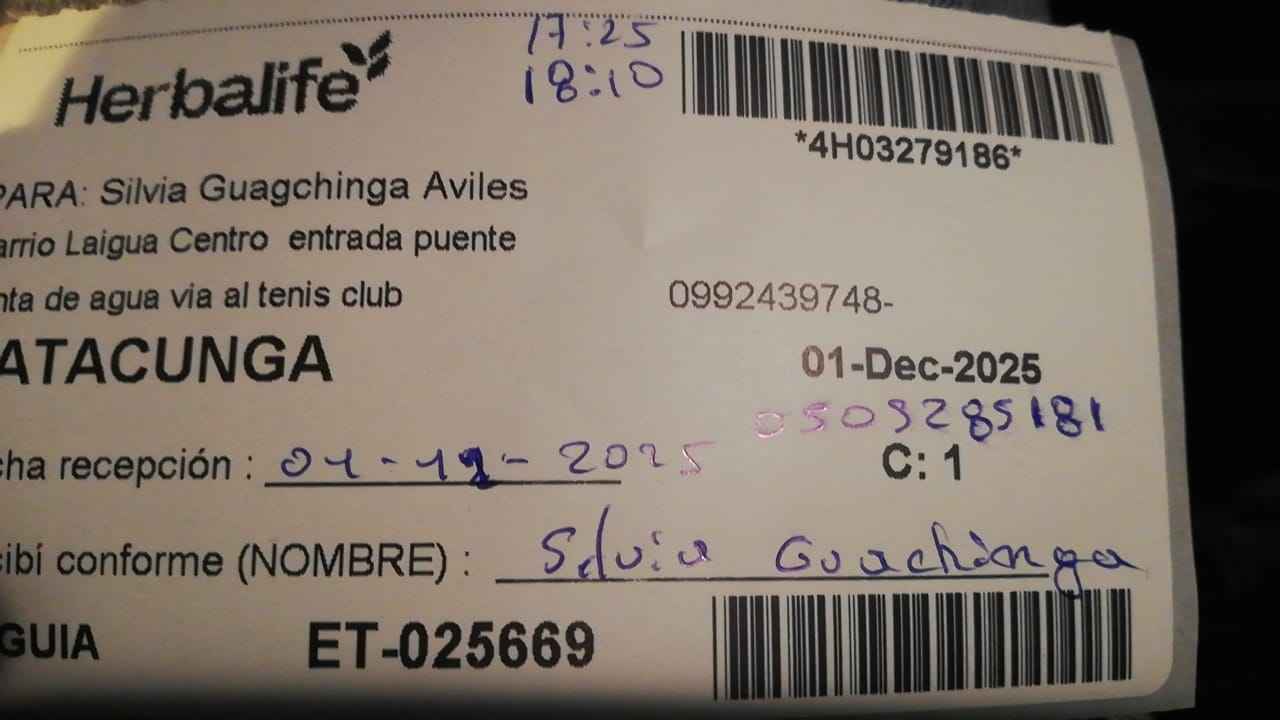 17:25
Herbalife
18:10
*4H03279186*
PARA: Silvia Guagchinga Aviles
arrio Laigua Centro entrada puente
nta de agua via al tenis club
0992439748-
ATACUNGA
01-Dec-2025
0503285181
cha recepción : 01-12-2025
C: 1
cibí conforme (NOMBRE) : Silvia Guachinga
GUIA ET-025669